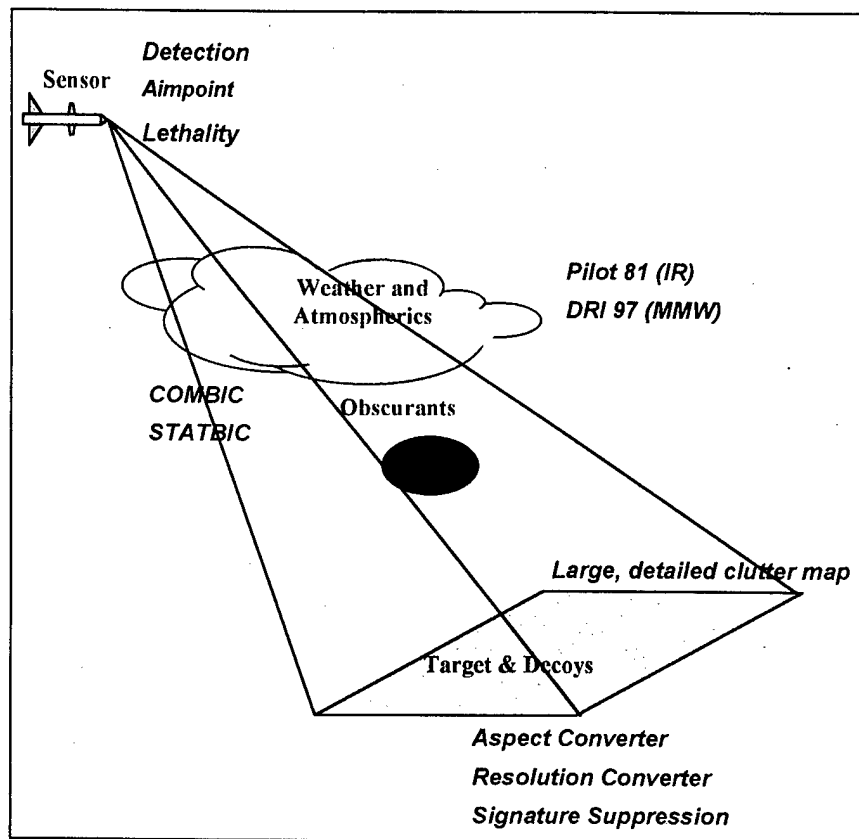 Detection
Sensor
Aimpoint
Lethality
Pilot 81 (IR)
Weather and
Atmospherics
DRI 97 (MMW)
COMBIC
Obscurants
STATBIC
Large, detailed clutter map
Target & Decoys
Aspect Converter
Resolution Converter
Signature Suppression